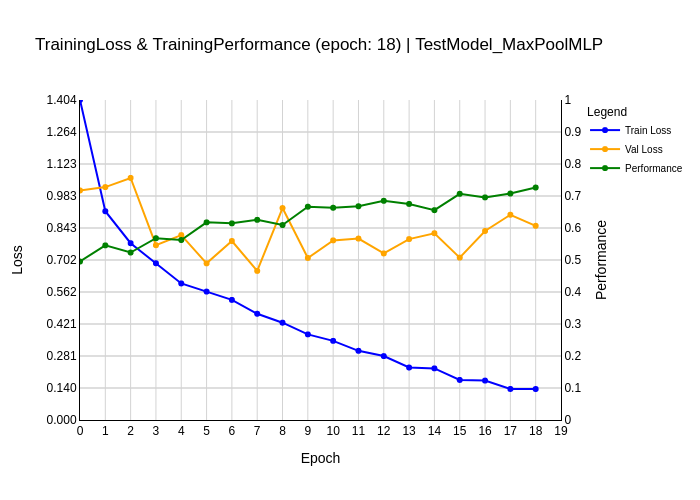 TrainingLoss & TrainingPerformance (epoch: 18) | TestModel_MaxPoolMLP
1.404
1.264
1.123
0.983
0.843
0.702
0.562
0.421
0.281
0.140
0.000
Loss
0 1 2 3 4 5 6 7 8 9 10 11 12 13 14 15 16 17 18 19
Epoch
1
0.9
0.8
0.7
0.6
0.5
0.4
0.3
0.2
0.1
0
Performance
Legend
Train Loss
Val Loss
Performance